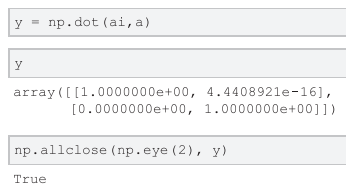 y = np.dot(ai,a)
y
array([[1.0000000e+00, 4.4408921e-16],
       [0.0000000e+00, 1.0000000e+00]])
np.allclose(np.eye(2), y)
True